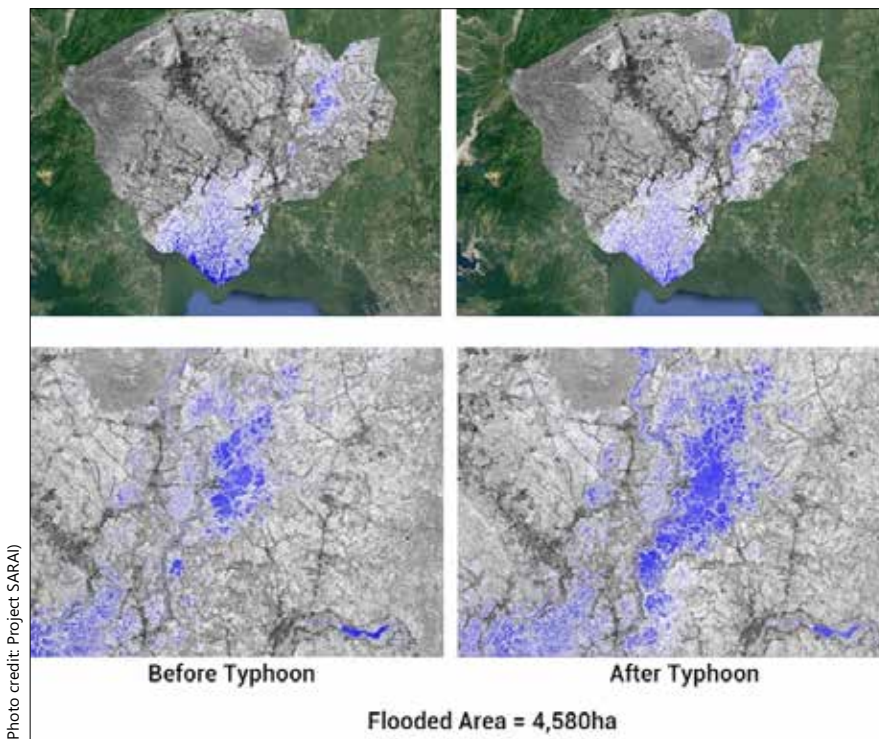 Photo credit: Project SARAI)
Before Typhoon
After Typhoon
Flooded Area = 4,580ha